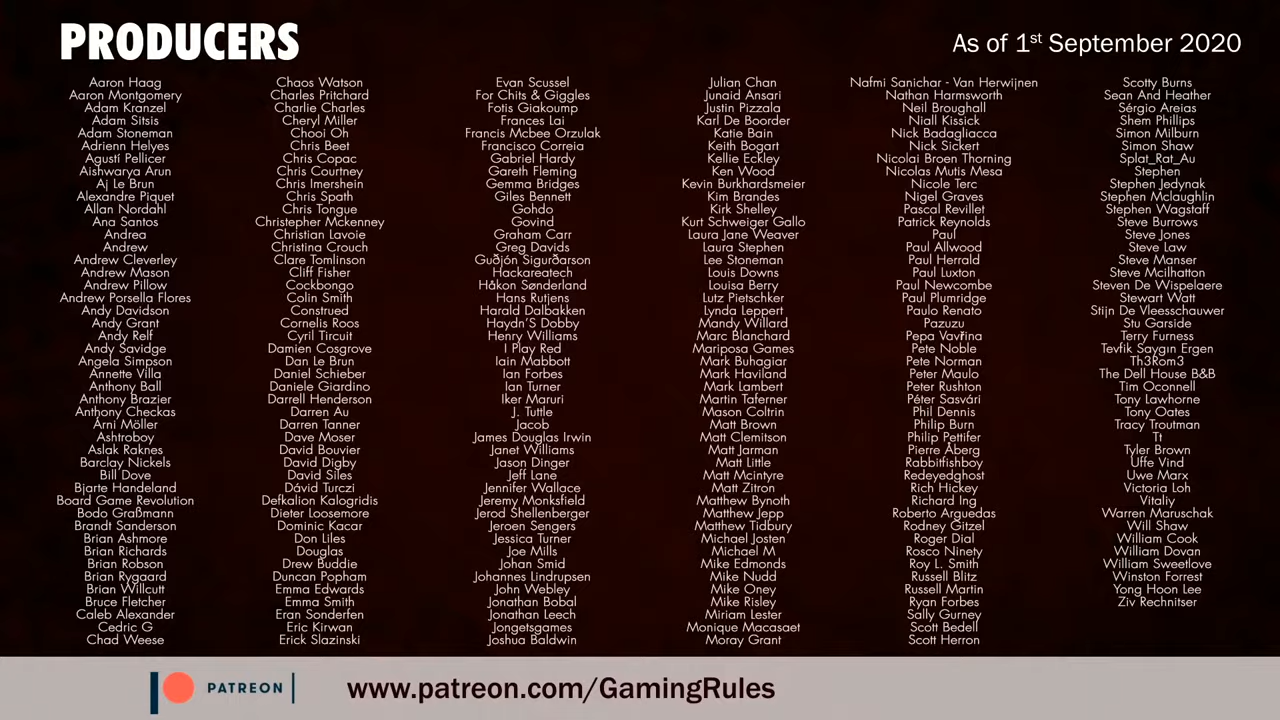 PRODUCERS
As of 1st September 2020
Aaron Haag
Aaron Montgomery
Adam Kranzel
Adam Sitsis
Adam Stoneman
Adrienn Helyes
Agustí Pellicer
Aishwarya Arun
Aj Le Brun
Alexandre Piquet
Allan Nordahl
Ana Santos
Andrea
Andrew
Andrew Cleverley
Andrew Mason
Andrew Pillow
Andrew Porsella Flores
Andy Davidson
Andy Grant
Andy Relf
Andy Savidge
Angela Simpson
Annette Villa
Anthony Ball
Anthony Brazier
Anthony Checkas
Arni Möller
Ashtroboy
Aslak Raknes
Barclay Nickels
Bill Dove
Bjarte Handeland
Board Game Revolution
Bodo Graßmann
Brandt Sanderson
Brian Ashmore
Brian Richards
Brian Robson
Brian Rygaard
Brian Willcutt
Bruce Fletcher
Caleb Alexander
Cedric G
Chad Weese
Chaos Watson
Charles Pritchard
Charlie Charles
Cheryl Miller
Chooi Oh
Chris Beet
Chris Copac
Chris Courtney
Chris Imershein
Chris Spath
Chris Tongue
Christepher Mckenney
Christian Lavoie
Christina Crouch
Clare Tomlinson
Cliff Fisher
Cockbongo
Colin Smith
Construed
Cornelis Roos
Cyril Tircuit
Damien Cosgrove
Dan Le Brun
Daniel Schieber
Daniele Giardino
Darrell Henderson
Darren Au
Darren Tanner
Dave Moser
David Bouvier
David Digby
David Siles
Dávid Turczi
Defkalion Kalogridis
Dieter Loosemore
Dominic Kacar
Don Liles
Douglas
Drew Buddie
Duncan Popham
Emma Edwards
Emma Smith
Eran Sonderfen
Eric Kirwan
Erick Slazinski
Evan Scussel
For Chits & Giggles
Fotis Giakoump
Frances Lai
Francis Mcbee Orzulak
Francisco Correia
Gabriel Hardy
Gareth Fleming
Gemma Bridges
Giles Bennett
Gohdo
Govind
Graham Carr
Greg Davids
Guðjón Sigurðarson
Hackareatech
Håkon Sønderland
Hans Rutjens
Harald Dalbakken
Haydn'S Dobby
Henry Williams
I Play Red
Iain Mabbott
Ian Forbes
Ian Turner
Iker Maruri
J. Tuttle
Jacob
James Douglas Irwin
Janet Williams
Jason Dinger
Jeff Lane
Jennifer Wallace
Jeremy Monksfield
Jerod Shellenberger
Jeroen Sengers
Jessica Turner
Joe Mills
Johan Smid
Johannes Lindrupsen
John Webley
Jonathan Bobal
Jonathan Leech
Jongetsgames
Joshua Baldwin
Julian Chan
Junaid Ansari
Justin Pizzala
Karl De Boorder
Katie Bain
Keith Bogart
Kellie Eckley
Ken Wood
Kevin Burkhardsmeier
Kim Brandes
Kirk Shelley
Kurt Schweiger Gallo
Laura Jane Weaver
Laura Stephen
Lee Stoneman
Louis Downs
Louisa Berry
Lutz Pietschker
Lynda Leppert
Mandy Willard
Marc Blanchard
Mariposa Games
Mark Buhagiar
Mark Haviland
Mark Lambert
Martin Taferner
Mason Coltrin
Matt Brown
Matt Clemitson
Matt Jarman
Matt Little
Matt Mcintyre
Matt Zitron
Matthew Bynoth
Matthew Jepp
Matthew Tidbury
Michael Josten
Michael M
Mike Edmonds
Mike Nudd
Mike Oney
Mike Risley
Miriam Lester
Monique Macasaet
Moray Grant
Nafmi Sanichar - Van Herwijnen
Nathan Harmsworth
Neil Broughall
Niall Kissick
Nick Badagliacca
Nick Sickert
Nicolai Broen Thorning
Nicolas Mutis Mesa
Nicole Terc
Nigel Graves
Pascal Revillet
Patrick Reynolds
Paul
Paul Allwood
Paul Herrald
Paul Luxton
Paul Newcombe
Paul Plumridge
Paulo Renato
Pazuzu
Pepa Vavřina
Pete Noble
Pete Norman
Peter Maulo
Peter Rushton
Péter Sasvári
Phil Dennis
Philip Burn
Philip Pettifer
Pierre Aberg
Rabbitfishboy
Redeyedghost
Rich Hickey
Richard Ing
Roberto Arguedas
Rodney Gitzel
Roger Dial
Rosco Ninety
Roy L. Smith
Russell Blitz
Russell Martin
Ryan Forbes
Sally Gurney
Scott Bedell
Scott Herron
Scotty Burns
Sean And Heather
Sérgio Areias
Shem Phillips
Simon Milburn
Simon Shaw
Splat_Rat_Au
Stephen
Stephen Jedynak
Stephen Mclaughlin
Stephen Wagstaff
Steve Burrows
Steve Jones
Steve Law
Steve Manser
Steve Mcilhatton
Steven De Wispelaere
Stewart Watt
Stijn De Vleesschauwer
Stu Garside
Terry Furness
Tevfik Saygın Ergen
Th3Rom3
The Dell House B&B
Tim Oconnell
Tony Lawhorne
Tony Oates
Tracy Troutman
Tt
Tyler Brown
Uffe Vind
Uwe Marx
Victoria Loh
Vitaliy
Warren Maruschak
Will Shaw
William Cook
William Dovan
William Sweetlove
Winston Forrest
Yong Hoon Lee
Ziv Rechnitser
PATREON
www.patreon.com/GamingRules